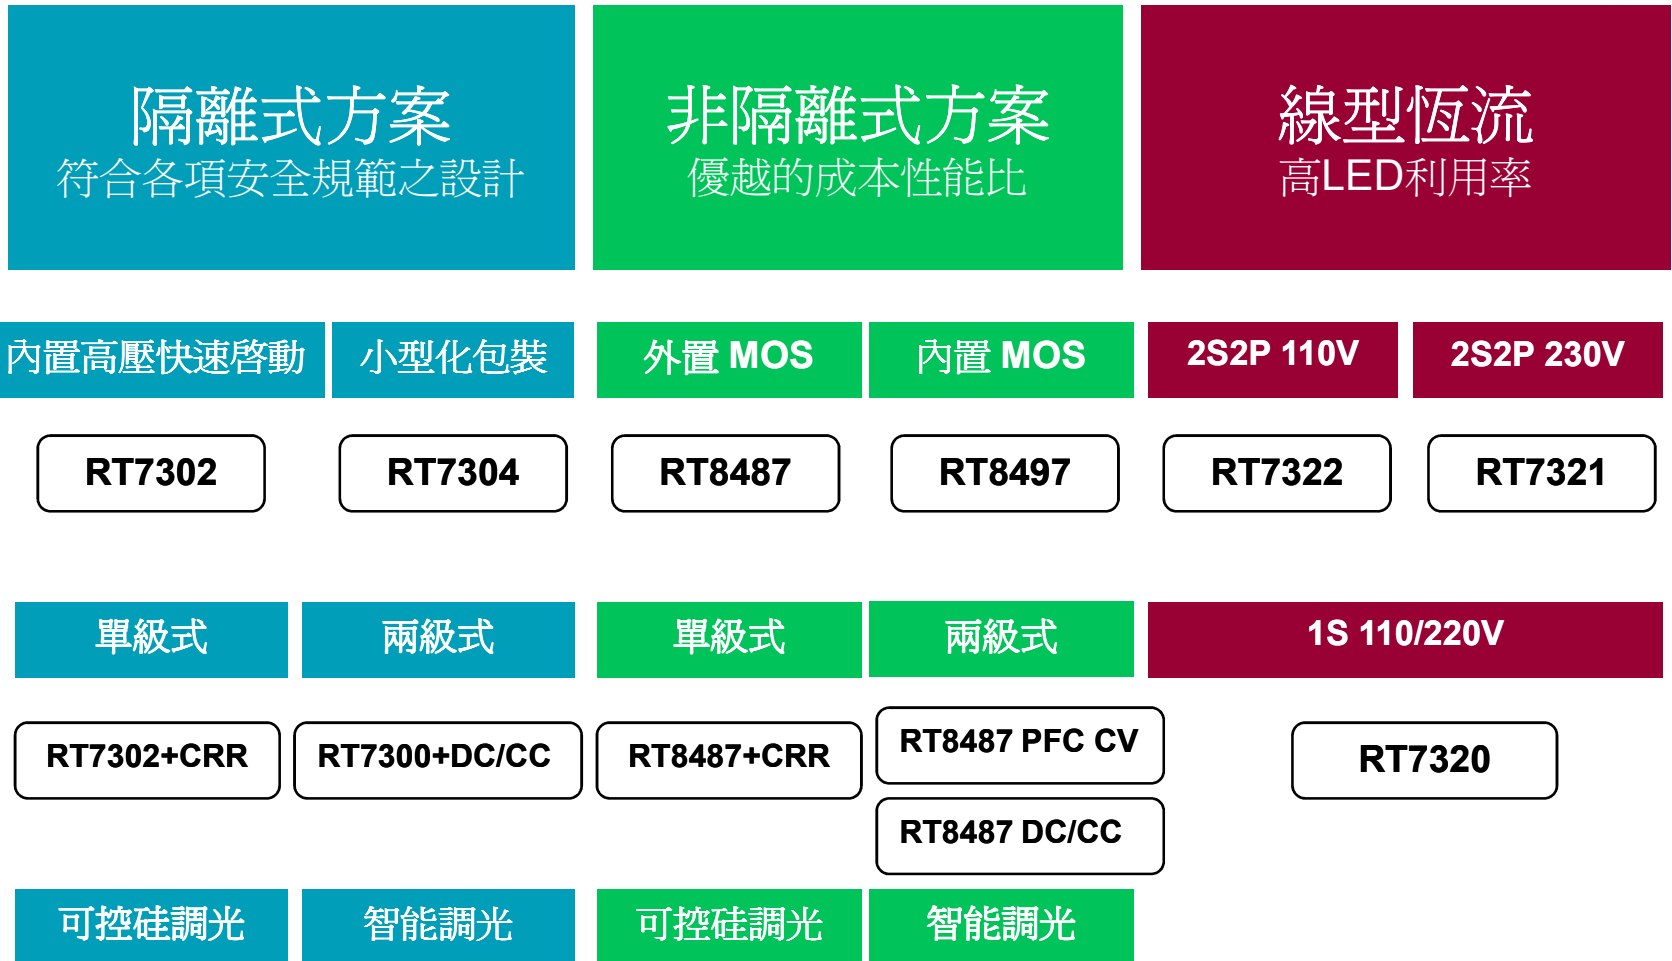 隔離式方案
符合各項安全規範之設計
非隔離式方案
優越的成本性能比
線型恆流
高LED利用率
內置高壓快速啓動
小型化包裝
外置 MOS
內置 MOS
2S2P 110V
2S2P 230V
RT7302
RT7304
RT8487
RT8497
RT7322
RT7321
單級式
兩級式
單級式
兩級式
1S 110/220V
RT7302+CRR
RT7300+DC/CC
RT8487+CRR
RT8487 PFC CV
RT8487 DC/CC
RT7320
可控硅調光
智能調光
可控硅調光
智能調光